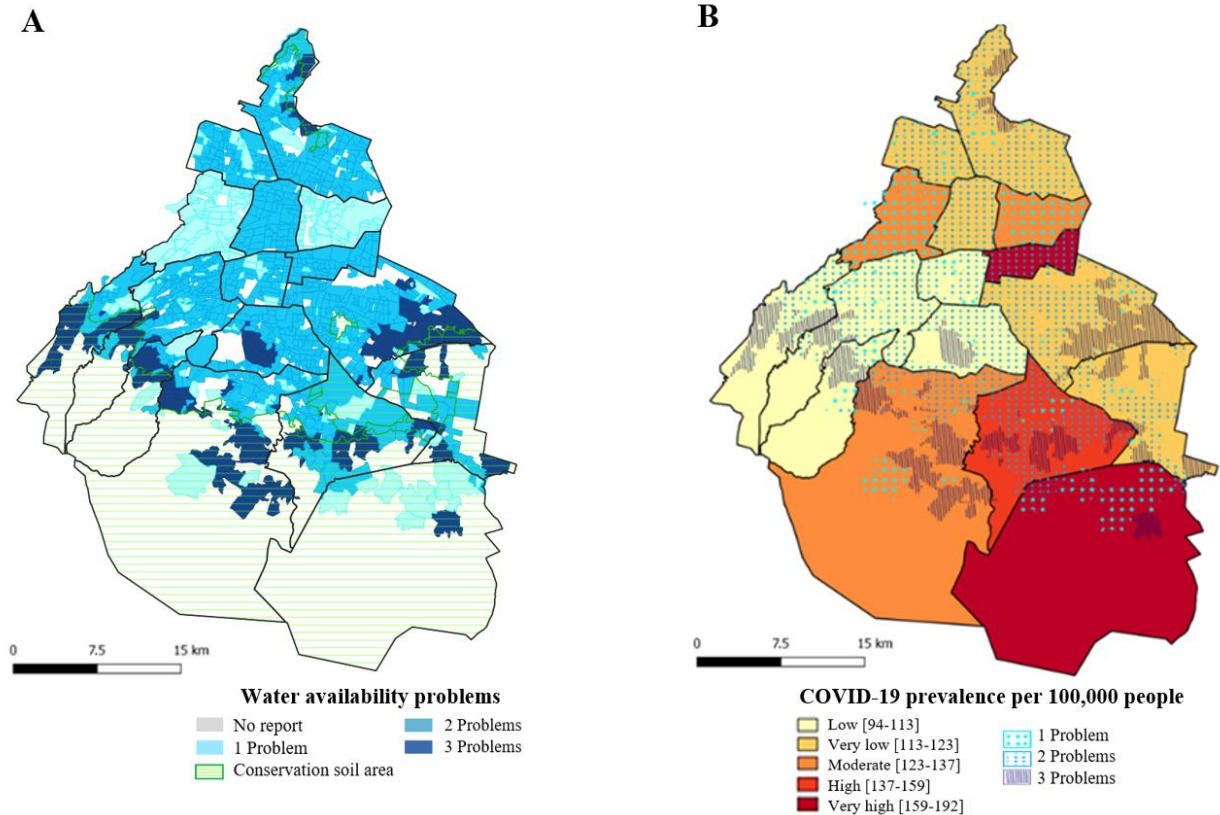 A
B
0 7.5 15 km
0 7.5 15 km
Water availability problems
No report
2 Problems
1 Problem
3 Problems
Conservation soil area
COVID-19 prevalence per 100,000 people
Low [94-113]
Very low [113-123]
Moderate [123-137]
High [137-159]
Very high [159-192]
1 Problem
2 Problems
3 Problems